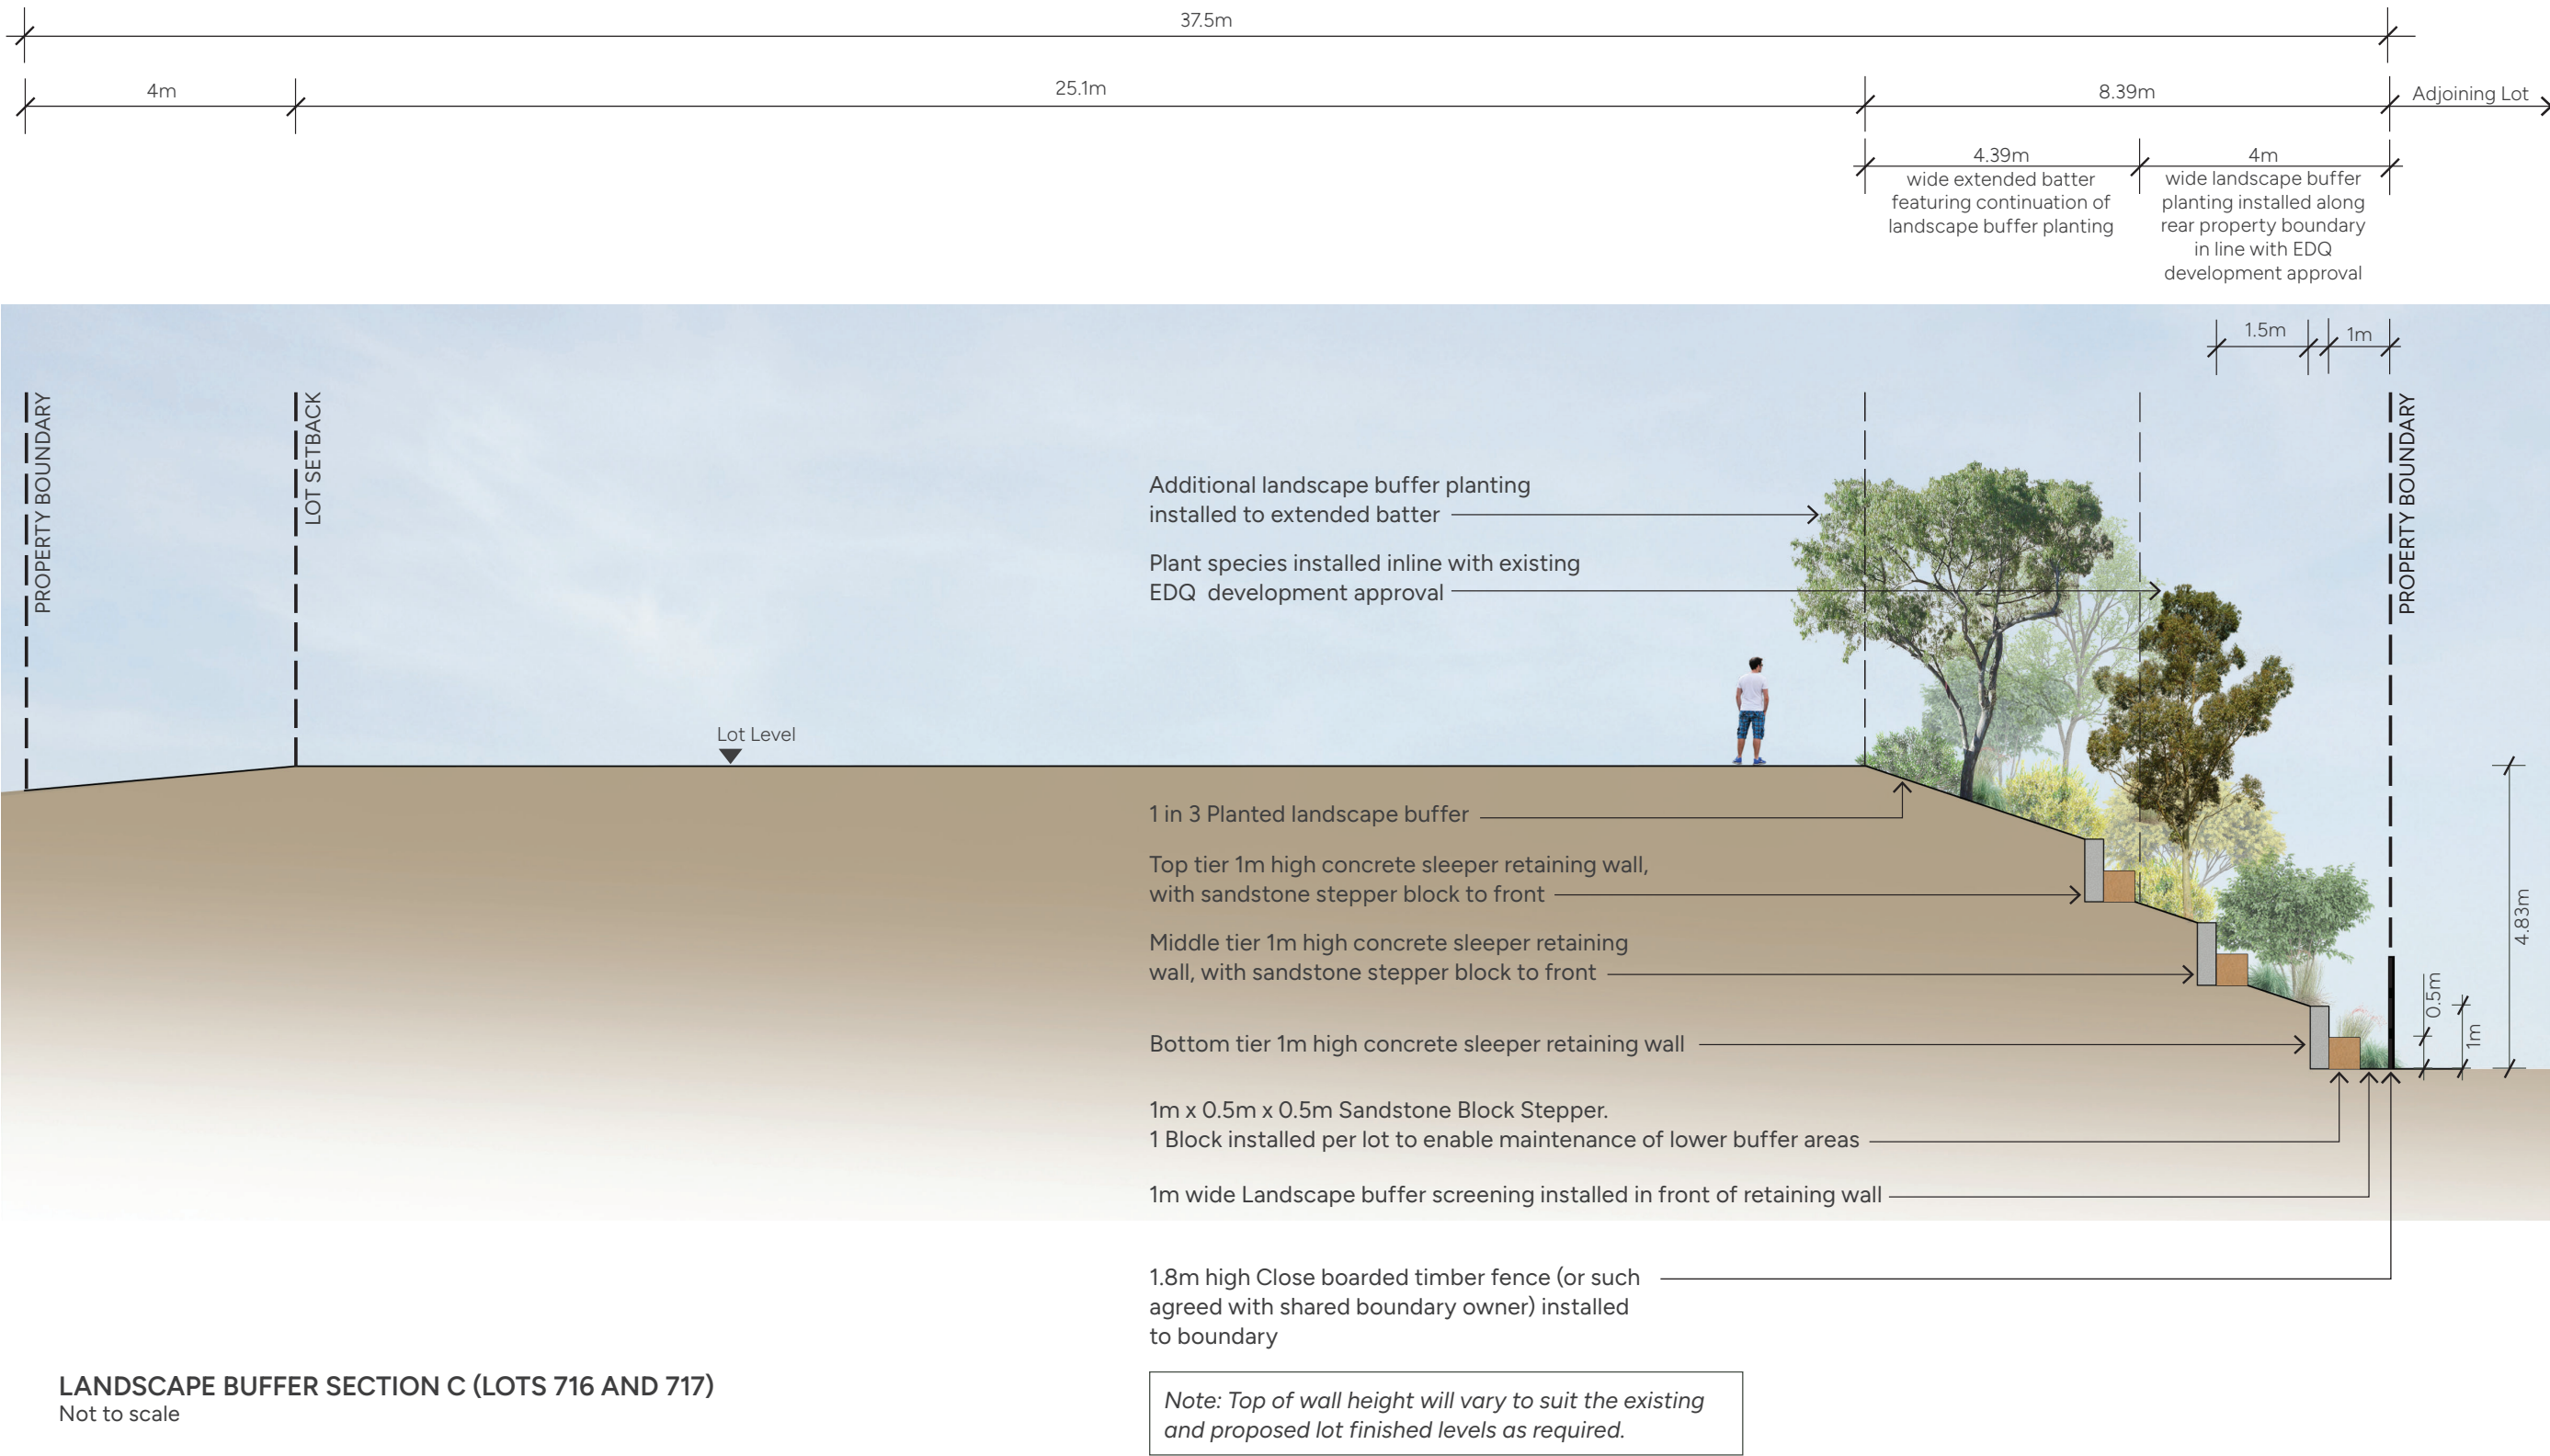 37.5m
4m
25.1m
8.39m
Adjoining Lot
4.39m
wide extended batter
featuring continuation of
landscape buffer planting
4m
wide landscape buffer
planting installed along
rear property boundary
in line with EDQ
development approval
1.5m
1m
PROPERTY BOUNDARY
LOT SETBACK
PROPERTY BOUNDARY
Additional landscape buffer planting
installed to extended batter
Plant species installed inline with existing
EDQ development approval
Lot Level
1 in 3 Planted landscape buffer
Top tier 1m high concrete sleeper retaining wall,
with sandstone stepper block to front
Middle tier 1m high concrete sleeper retaining
wall, with sandstone stepper block to front
4.83m
0.5m
1m
Bottom tier 1m high concrete sleeper retaining wall
1m x 0.5m x 0.5m Sandstone Block Stepper.
1 Block installed per lot to enable maintenance of lower buffer areas
1m wide Landscape buffer screening installed in front of retaining wall
1.8m high Close boarded timber fence (or such
agreed with shared boundary owner) installed
to boundary
LANDSCAPE BUFFER SECTION C (LOTS 716 AND 717)
Not to scale
Note: Top of wall height will vary to suit the existing
and proposed lot finished levels as required.